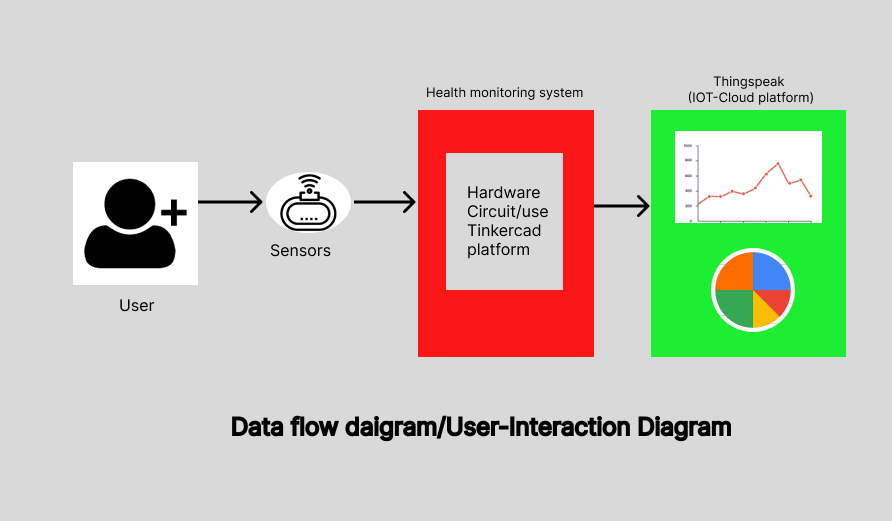 Health monitoring system
Thingspeak
(IOT-Cloud platform)
Hardware
Circuit/use
Tinkercad
platform
Sensors
User
Data flow daigram/User-Interaction Diagram